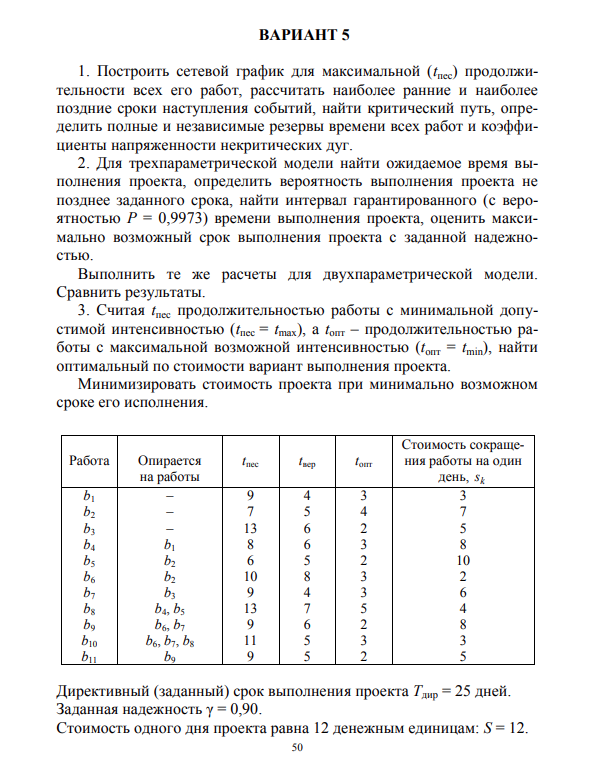 ВАРИАНТ 5
1. Построить сетевой график для максимальной (tпес) продолжи-
тельности всех его работ, рассчитать наиболее ранние и наиболее
поздние сроки наступления событий, найти критический путь, опре-
делить полные и независимые резервы времени всех работ и коэффи-
циенты напряженности некритических дуг.
2. Для трехпараметрической модели найти ожидаемое время вы-
полнения проекта, определить вероятность выполнения проекта не
позднее заданного срока, найти интервал гарантированного (с веро-
ятностью P = 0,9973) времени выполнения проекта, оценить макси-
мально возможный срок выполнения проекта с заданной надежно-
стью.
Выполнить те же расчеты для двухпараметрической модели.
Сравнить результаты.
3. Считая tпес продолжительностью работы с минимальной допу-
стимой интенсивностью (tпес = tmax), а tопт – продолжительностью ра-
боты с максимальной возможной интенсивностью (tопт = tmin), найти
оптимальный по стоимости вариант выполнения проекта.
Минимизировать стоимость проекта при минимально возможном
сроке его исполнения.
Работа Опирается на работы tпес tвер tопт Стоимость сокраще-ния работы на один день, sk
b1 – 9 4 3 3
b2 – 7 5 4 7
b3 – 13 6 2 5
b4 b1 8 6 3 8
b5 b2 6 5 2 10
b6 b2 10 8 3 2
b7 b3 9 4 3 6
b8 b4, b5 13 7 5 4
b9 b6, b7 9 6 2 8
b10 b6, b7, b8 11 5 3 3
b11 b9 9 5 2 5
Директивный (заданный) срок выполнения проекта Tдир = 25 дней.
Заданная надежность γ = 0,90.
Стоимость одного дня проекта равна 12 денежным единицам: S = 12.
50